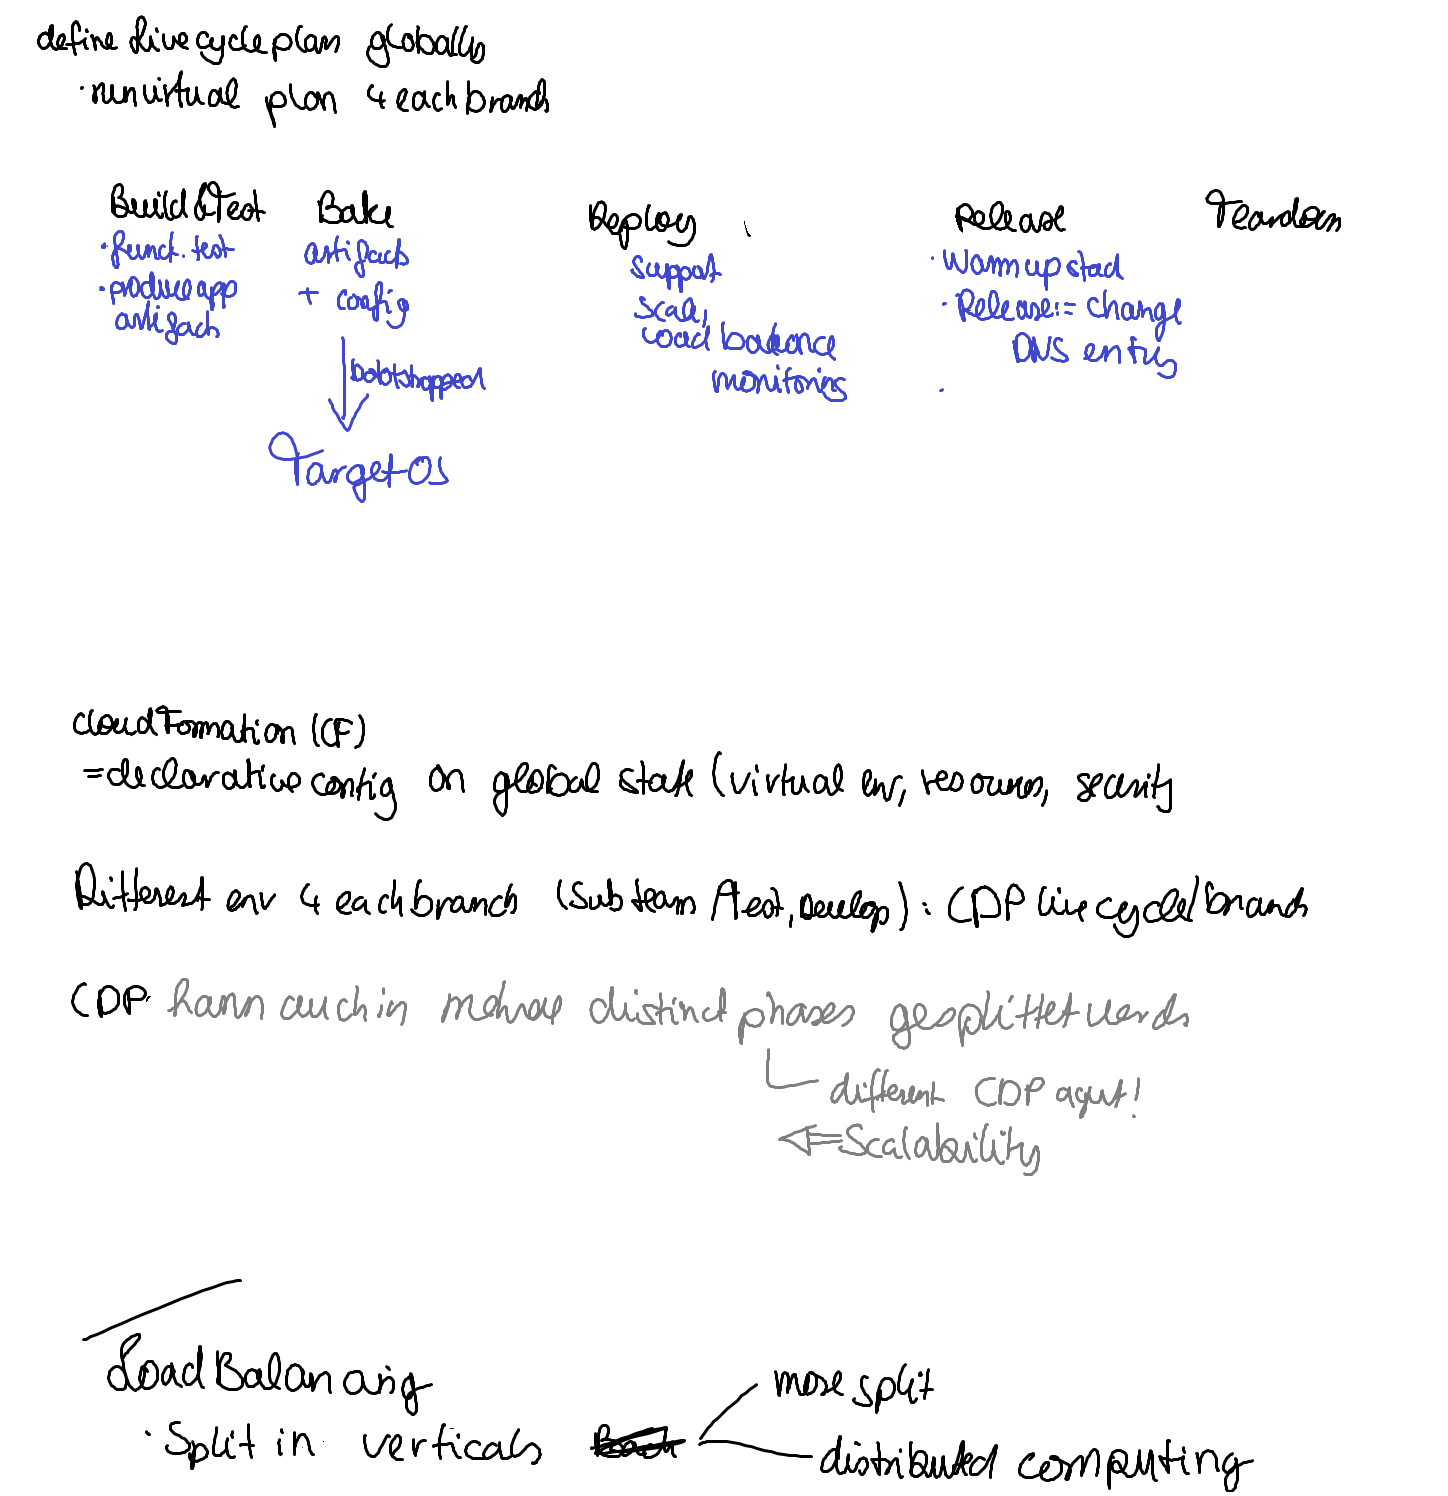 define Livecycleplan globally
· run virtual plan 4 each branch
Build & Test Bake Deploy Release Teardown
· funct. test
· produce app
artifacts
artifacts
+ config
bootstrapped
Target OS
support
scale,
load balance
monitoring
· Warm up stad
· Release := change
DNS entry
CloudFormation (CF)
= declarative config on global state (virtual env, resources, security
Different env 4 each branch (Sub team / test, Develop) : CDP live cycle/branch
CDP kann auch in mehrere distinct phases gesplittet werden
different CDP agent!
⇐ Scalability
Load Balancing
· Split in verticals
more split
distributed computing